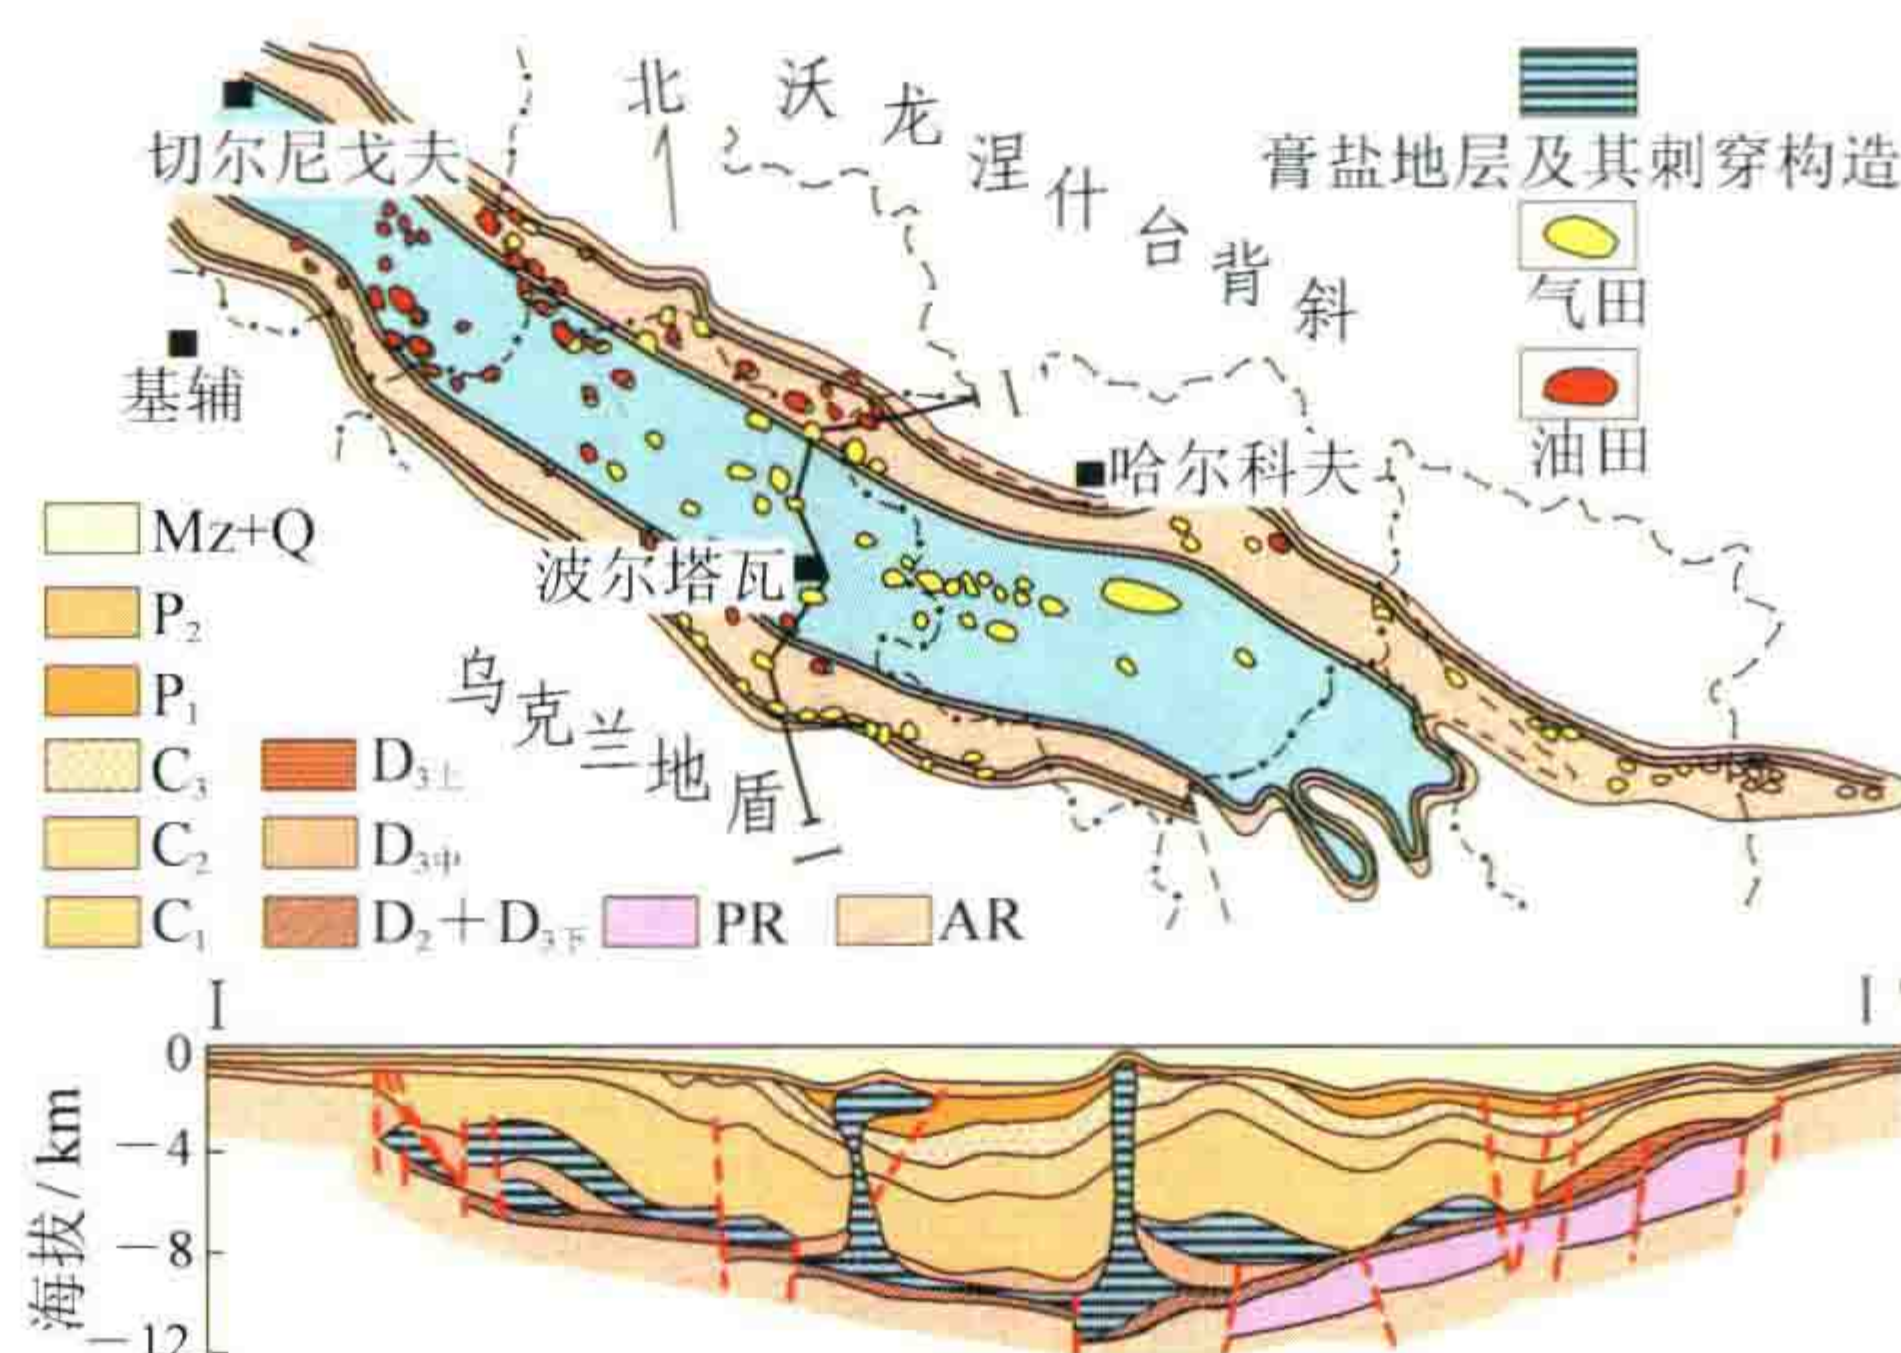 北沃龙涅什台背斜
切尔尼戈夫
膏盐地层及其刺穿构造
气田
基辅
I
哈尔科夫
油田
Mz+Q
波尔塔瓦
P₂
P₁
乌克兰地盾
I
C₃
D₃上
C₂
D₃中
C₁
D₂+D₃下
PR
AR
I
I
0
-4
-8
-12
海拔/km